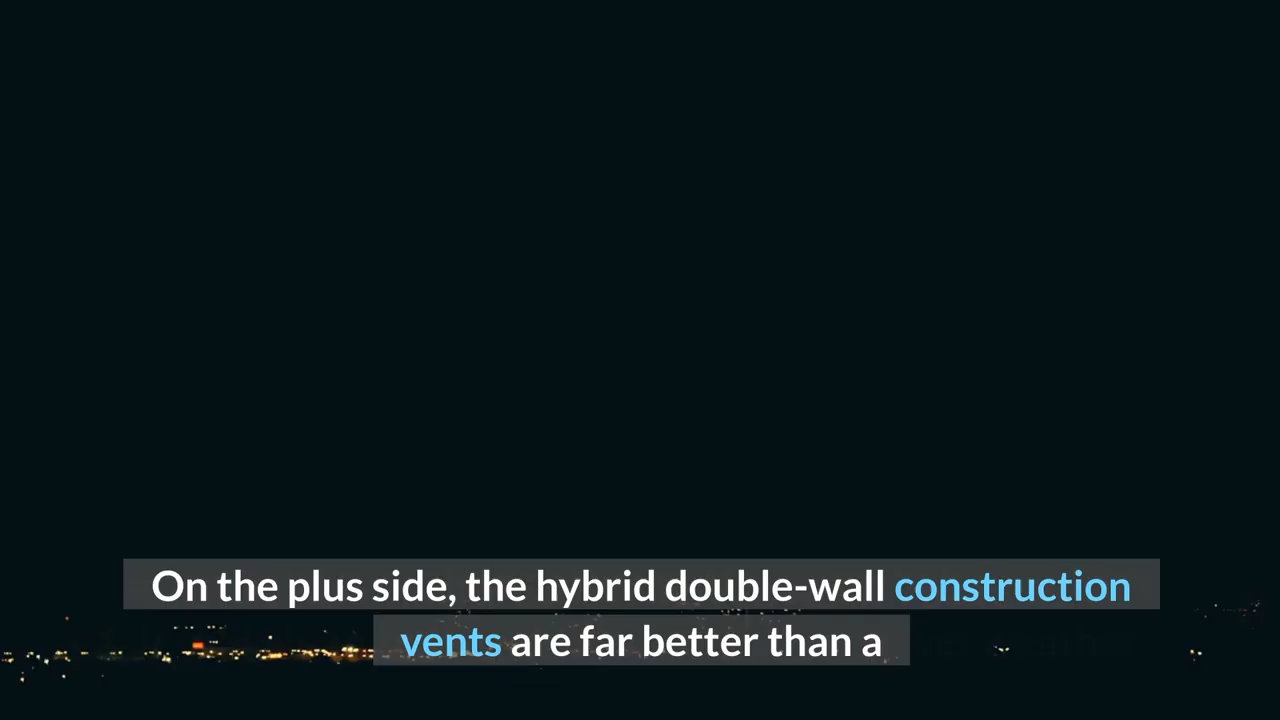 On the plus side, the hybrid double-wall construction
vents are far better than a